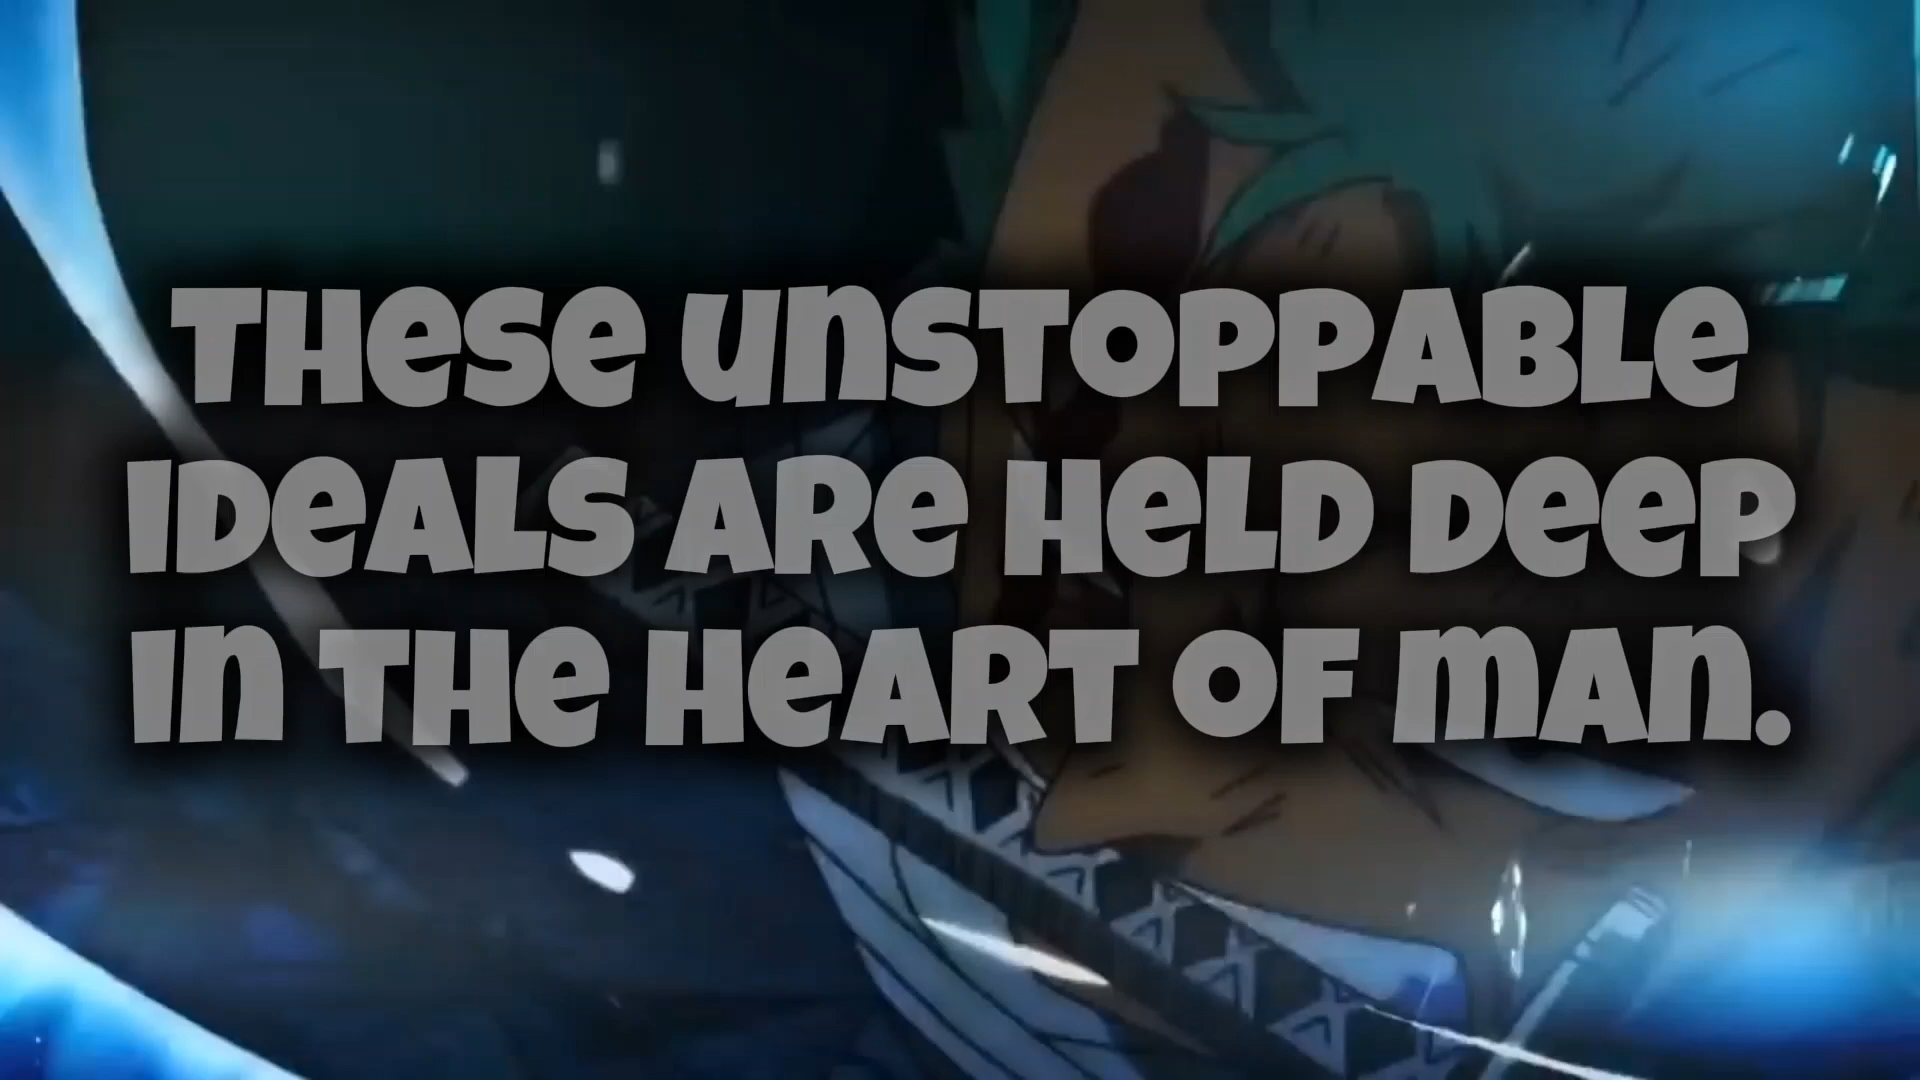 THESE UNSTOPPABLE
IDEALS ARE HELD DEEP
IN THE HEART OF MAN.